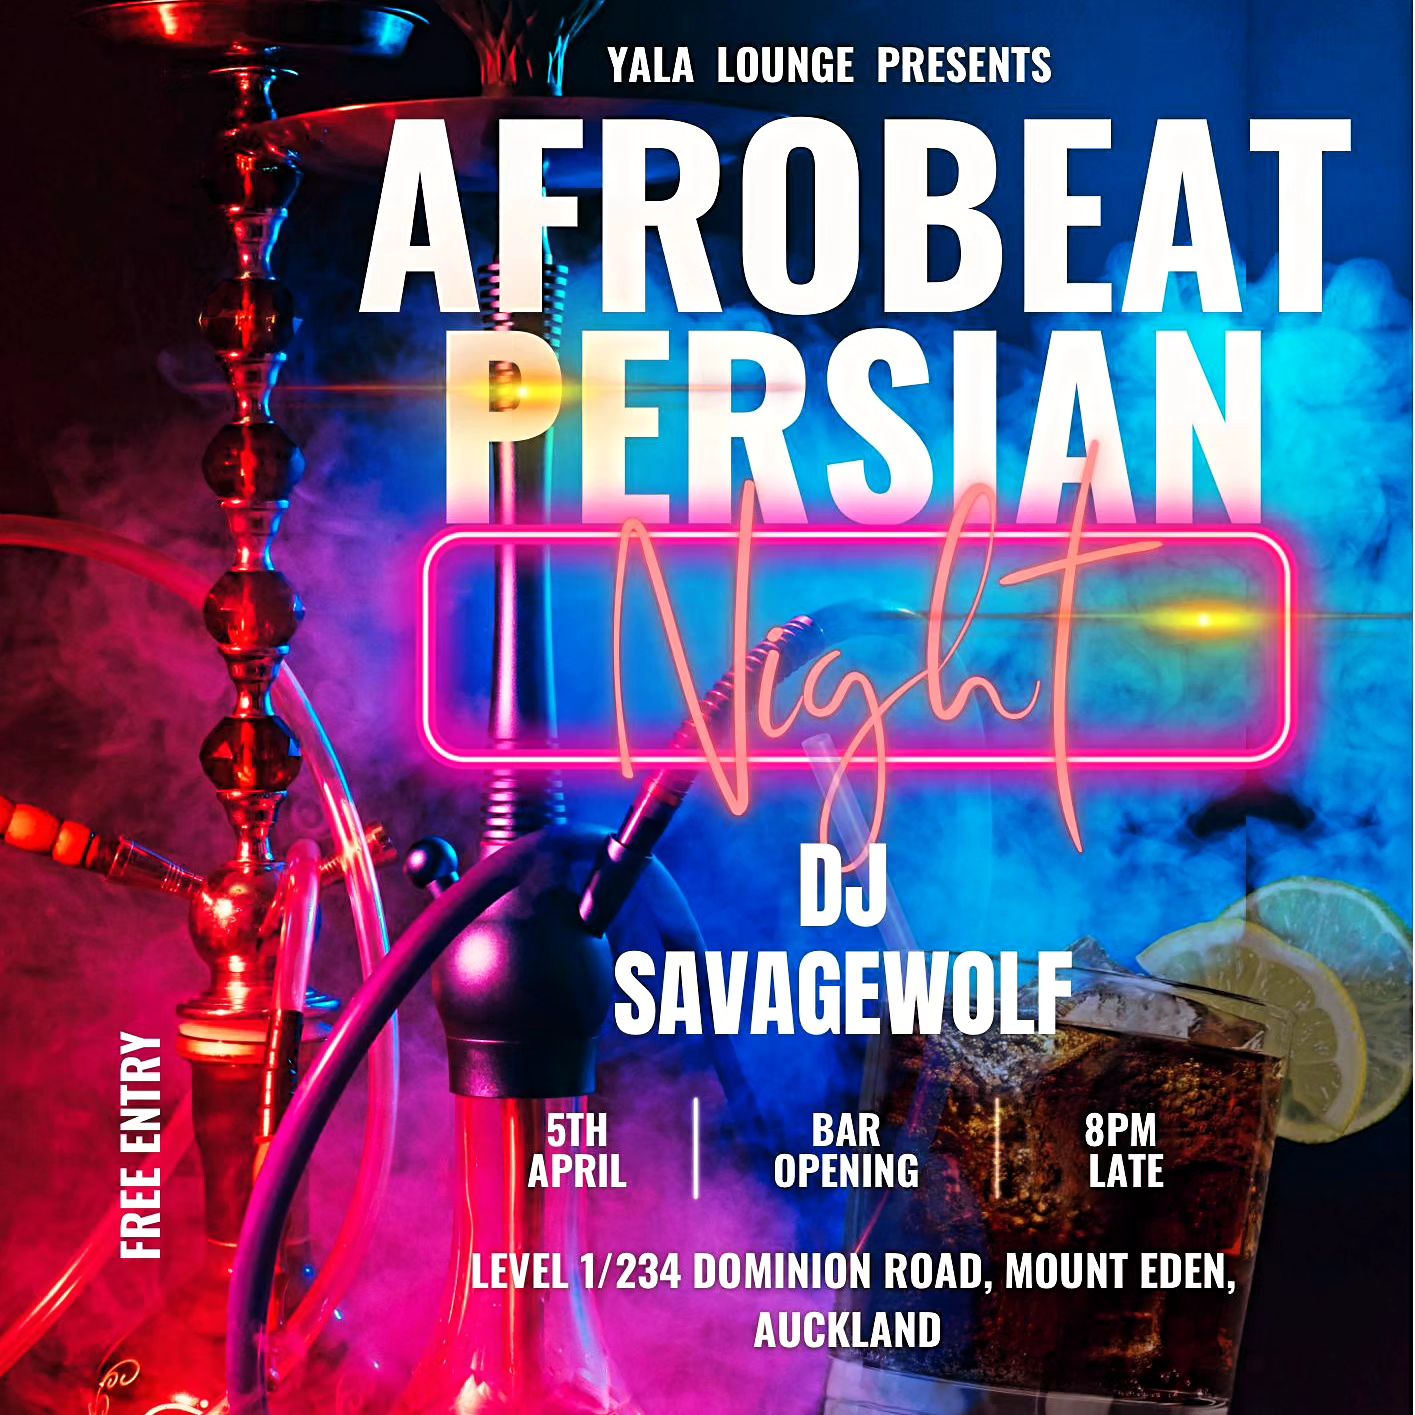 YALA LOUNGE PRESENTS
AFROBEAT
PERSIAN
Night
DJ
SAVAGEWOLF
5TH
APRIL
BAR
OPENING
8PM
LATE
FREE ENTRY
LEVEL 1/234 DOMINION ROAD, MOUNT EDEN,
AUCKLAND